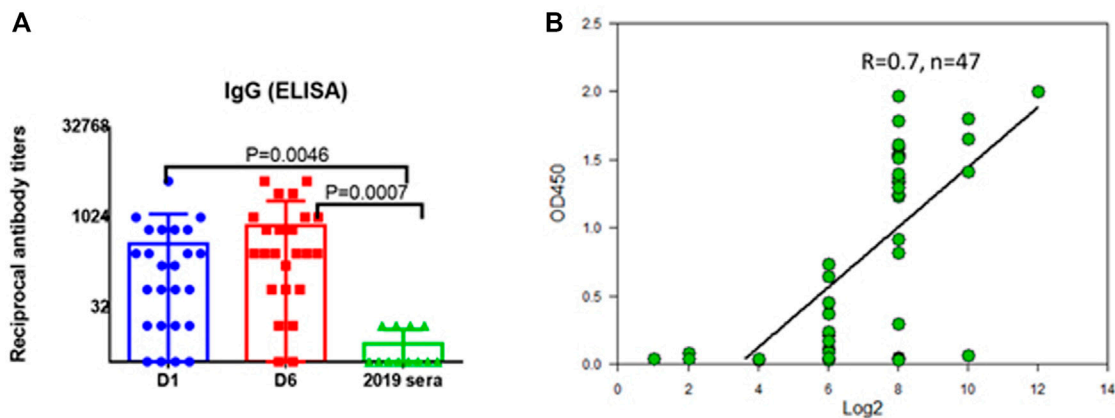 A
IgG (ELISA)
Reciprocal antibody titers
32768
1024
32
P=0.0046
P=0.0007
D1
D6
2019 sera
B
R=0.7, n=47
OD450
2.5
2.0
1.5
1.0
0.5
0.0
0
2
4
6
8
10
12
14
Log2